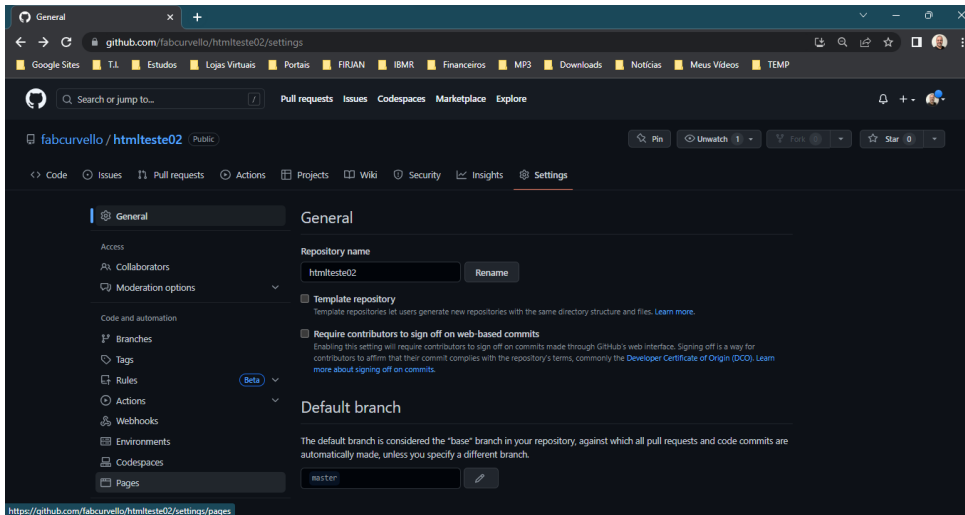 General
github.com/fabcurvello/htmlteste02/settings
Google Sites T.I. Estudos Lojas Virtuais Portais FIRJAN IBMR Financeiros MP3 Downloads Notícias Meus Vídeos TEMP
Search or jump to... / Pull requests Issues Codespaces Marketplace Explore
fabcurvello / htmlteste02 Public Pin Unwatch 1 Fork 0 Star 0
Code Issues Pull requests Actions Projects Wiki Security Insights Settings
General
Access
Collaborators
Moderation options
Code and automation
Branches
Tags
Rules Beta
Actions
Webhooks
Environments
Codespaces
Pages
General
Repository name
htmlteste02 Rename
Template repository
Template repositories let users generate new repositories with the same directory structure and files. Learn more.
Require contributors to sign off on web-based commits
Enabling this setting will require contributors to sign off on commits made through GitHub's web interface. Signing off is a way for
contributors to affirm that their commit complies with the repository's terms, commonly the Developer Certificate of Origin (DCO). Learn
more about signing off on commits.
Default branch
The default branch is considered the "base" branch in your repository, against which all pull requests and code commits are
automatically made, unless you specify a different branch.
master
https://github.com/fabcurvello/htmlteste02/settings/pages